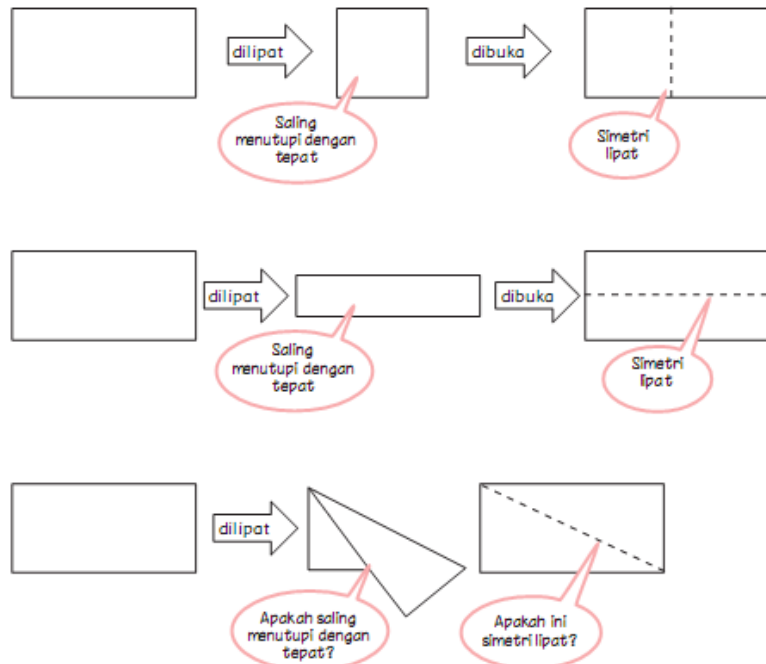 dilipat
dibuka
Saling
menutupi dengan
tepat
Simetri
lipat
dilipat
dibuka
Saling
menutupi dengan
tepat
Simetri
lipat
dilipat
Apakah saling
menutupi dengan
tepat?
Apakah ini
simetri lipat?